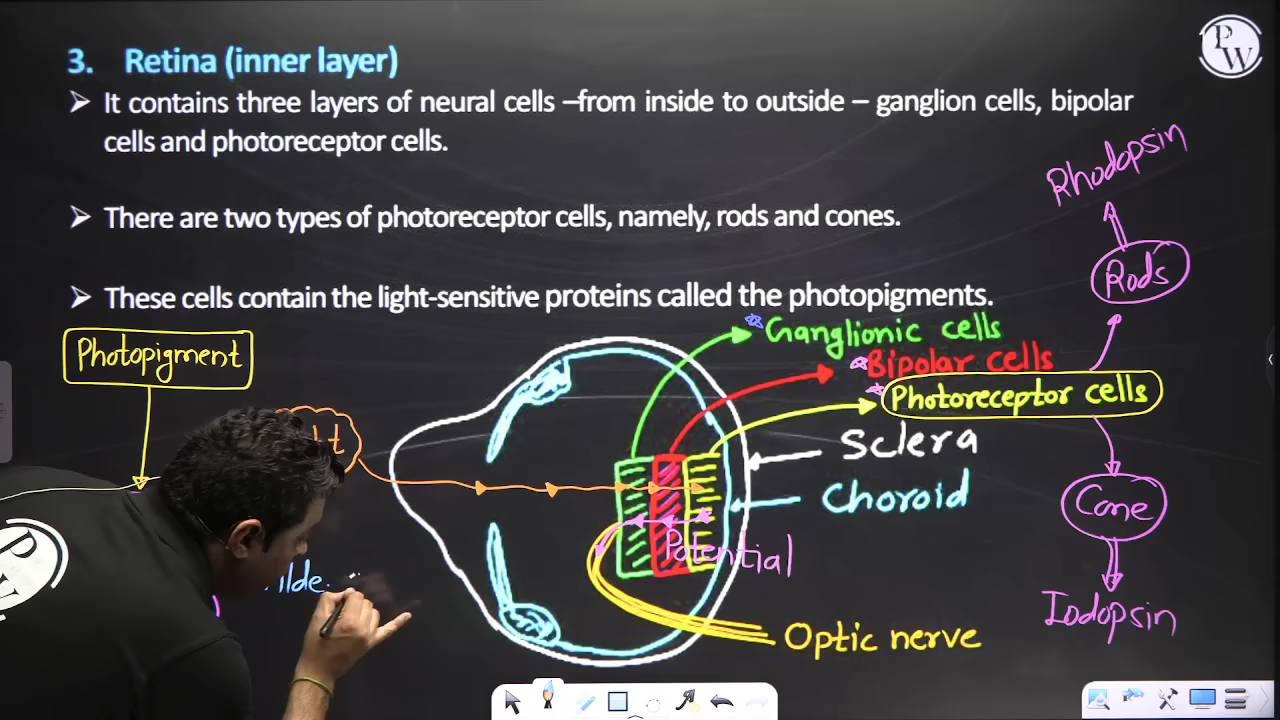 3. Retina (inner layer)
➤ It contains three layers of neural cells –from inside to outside – ganglion cells, bipolar
cells and photoreceptor cells.
➤ There are two types of photoreceptor cells, namely, rods and cones.
➤ These cells contain the light-sensitive proteins called the photopigments.
PW
Rhodopsin
Rods
Ganglionic cells
Bipolar cells
Photoreceptor cells
Photopigment
Sclera
Choroid
Cone
Potential
Iodopsin
Optic nerve